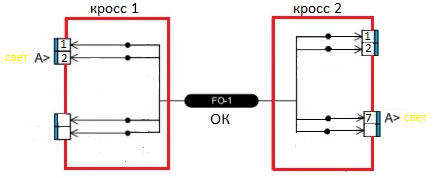 кросс 1
кросс 2
1
свет А>
2
1
2
FO-1
ОК
7
А> свет